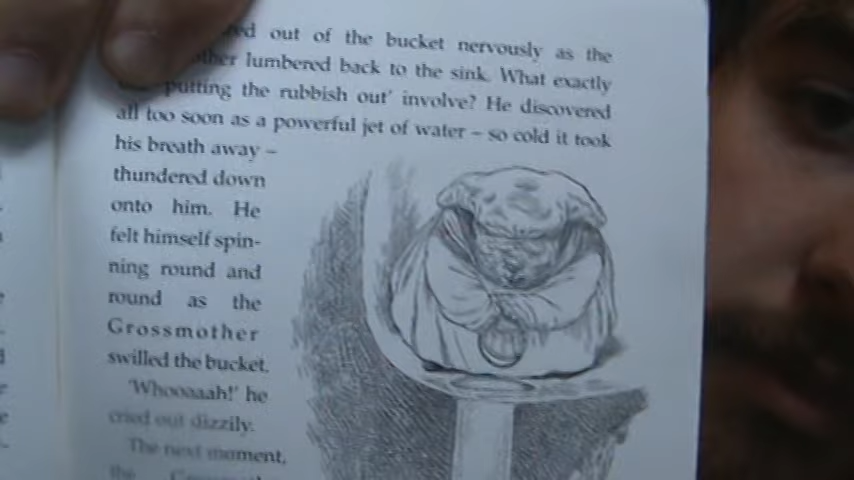 out of the bucket nervously as the
lumbered back to the sink. What exactly
putting the rubbish out' involve? He discovered
all too soon as a powerful jet of water – so cold it took
his breath away –
thundered down
onto him. He
felt himself spin-
ning round and
round as the
Grossmother
swilled the bucket.
'Whooaaah!' he
cried out dizzily.
The next moment,
the